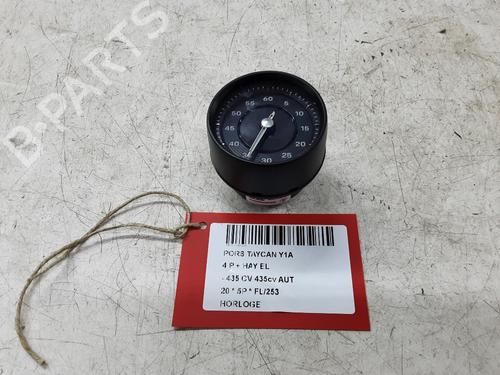 B-PARTS
55 60 5
50 10
45 15
40 20
35 30 25
PORS TAYCAN Y1A
4 P + HAY EL
- 435 CV 435cv AUT
20 * 5P * FL/253
HORLOGE